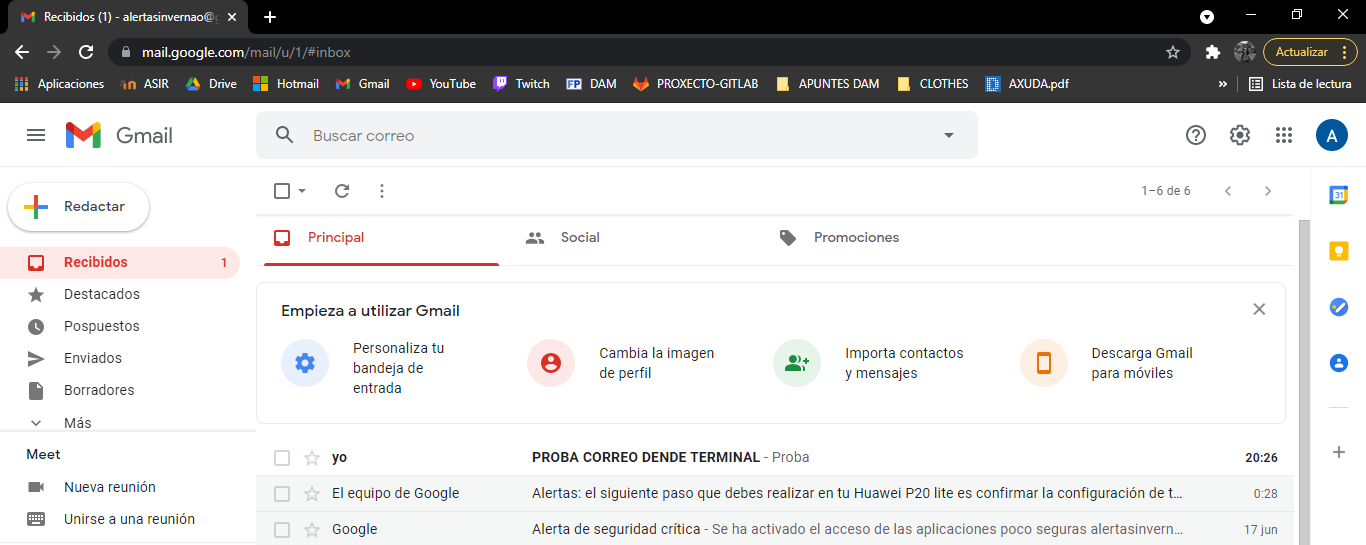 Recibidos (1) - alertasinvernao@g
mail.google.com/mail/u/1/#inbox
Actualizar
Aplicaciones ASIR Drive Hotmail Gmail YouTube Twitch FP DAM PROXECTO-GITLAB APUNTES DAM CLOTHES AXUDA.pdf » Lista de lectura
Gmail
Buscar correo
A
Redactar
1–6 de 6
31
Principal Social Promociones
Recibidos 1
Destacados
Pospuestos
Enviados
Borradores
Más
Empieza a utilizar Gmail
Personaliza tu
bandeja de
entrada
Cambia la imagen
de perfil
Importa contactos
y mensajes
Descarga Gmail
para móviles
Meet
Nueva reunión
Unirse a una reunión
yo PROBA CORREO DENDE TERMINAL - Proba 20:26
El equipo de Google Alertas: el siguiente paso que debes realizar en tu Huawei P20 lite es confirmar la configuración de t... 0:28
Google Alerta de seguridad crítica - Se ha activado el acceso de las aplicaciones poco seguras alertasinvern... 17 jun